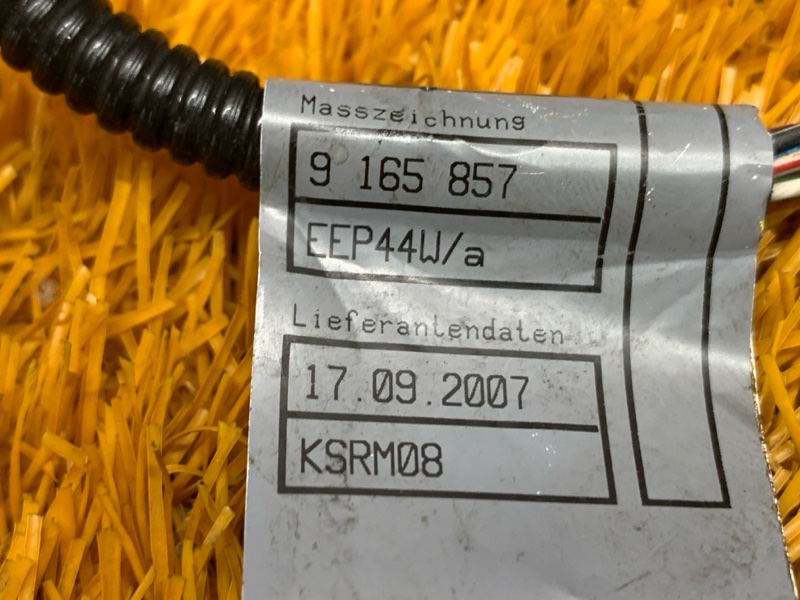 Masszeichnung
9 165 857
EEP44W/a
Lieferantendaten
17.09.2007
KSRM08